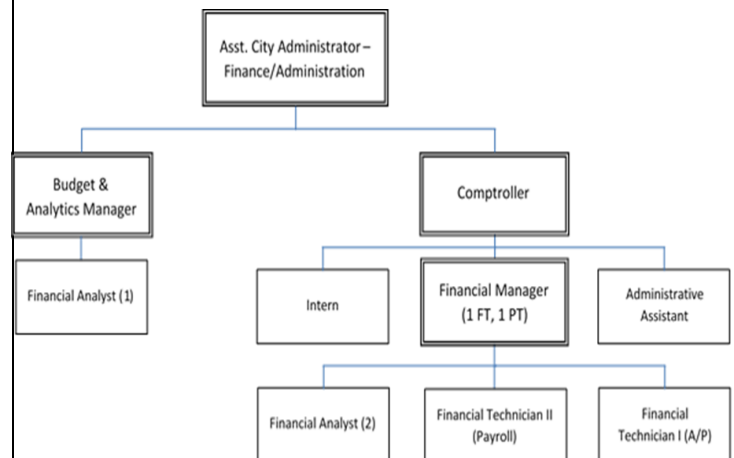 Asst. City Administrator –
Finance/Administration
Budget &
Analytics Manager
Comptroller
Financial Analyst (1)
Intern
Financial Manager
(1 FT, 1 PT)
Administrative
Assistant
Financial Analyst (2)
Financial Technician II
(Payroll)
Financial
Technician I (A/P)